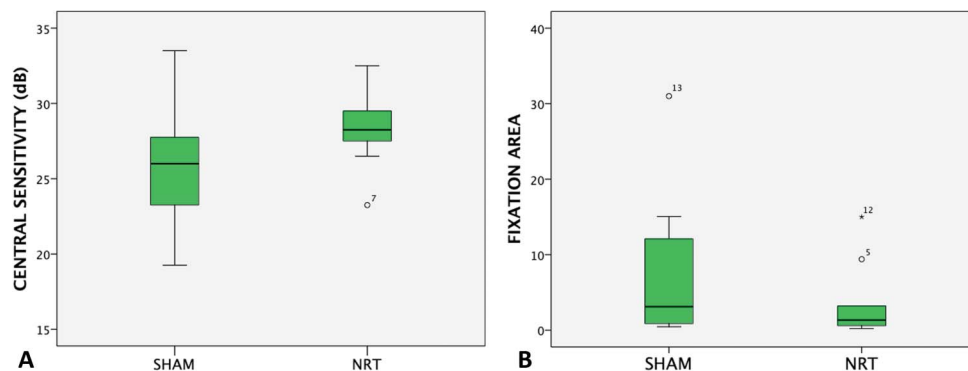 CENTRAL SENSITIVITY (dB)
35
30
25
20
15
7
SHAM
NRT
A
FIXATION AREA
40
30
20
10
0
13
12
5
SHAM
NRT
B